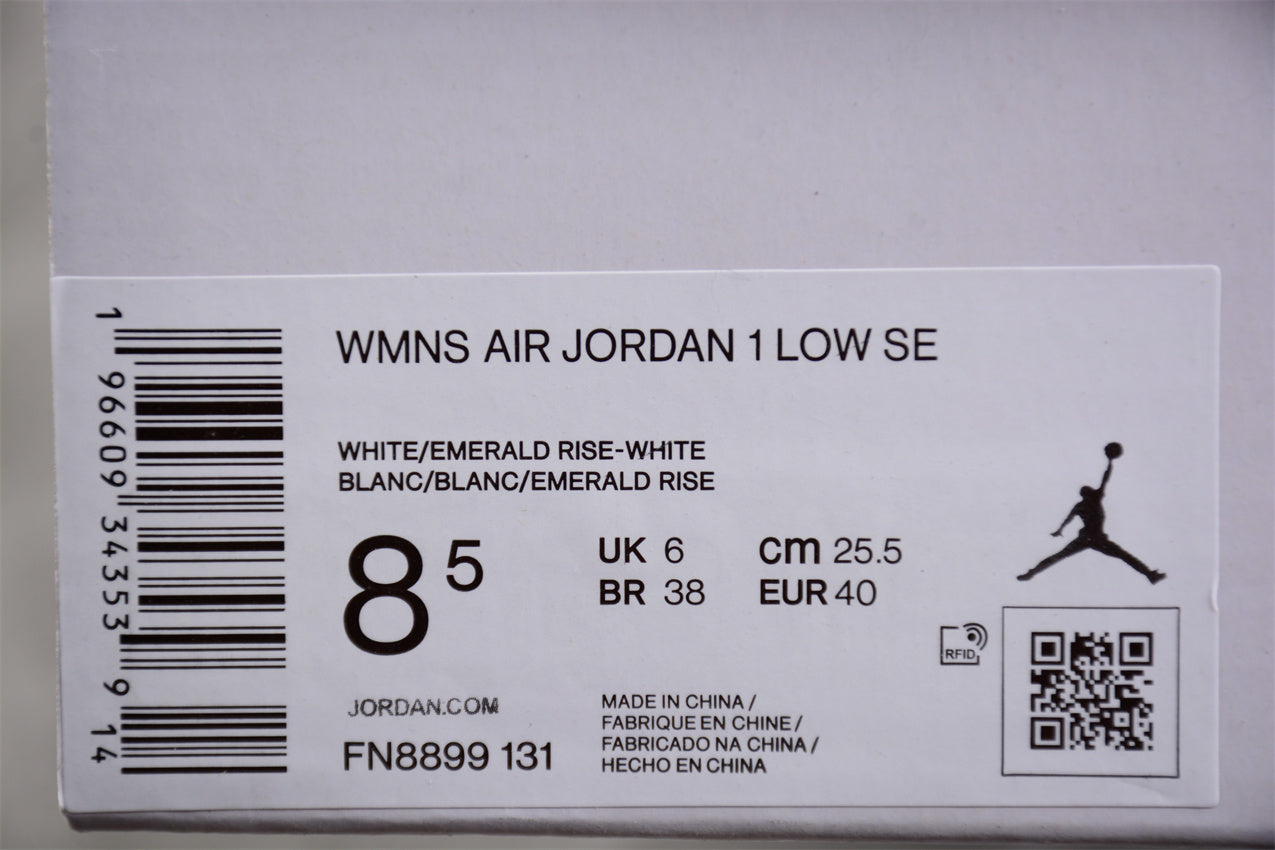 WMNS AIR JORDAN 1 LOW SE
WHITE/EMERALD RISE-WHITE
BLANC/BLANC/EMERALD RISE
8 5
UK 6 cm 25.5
BR 38 EUR 40
RFID
JORDAN.COM
FN8899 131
MADE IN CHINA /
FABRIQUE EN CHINE /
FABRICADO NA CHINA /
HECHO EN CHINA
1 96609 34353 9 14